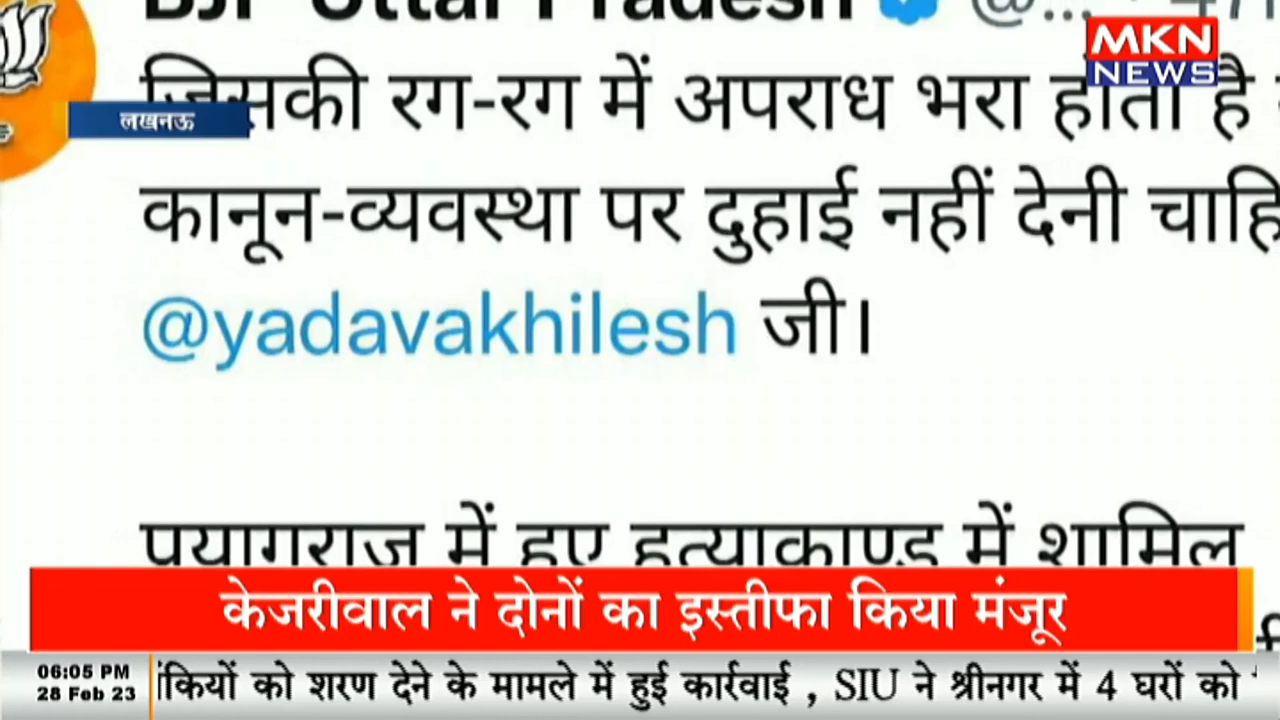 BJP Uttar Pradesh @...
MKN
NEWS
जिसकी रग-रग में अपराध भरा होता है
लखनऊ
कानून-व्यवस्था पर दुहाई नहीं देनी चाहि
@yadavakhilesh जी।
प्रयागराज में हुए हत्याकाण्ड में शामिल
केजरीवाल ने दोनों का इस्तीफा किया मंजूर
06:05 PM
28 Feb 23
ंकियों को शरण देने के मामले में हुई कार्रवाई , SIU ने श्रीनगर में 4 घरों को